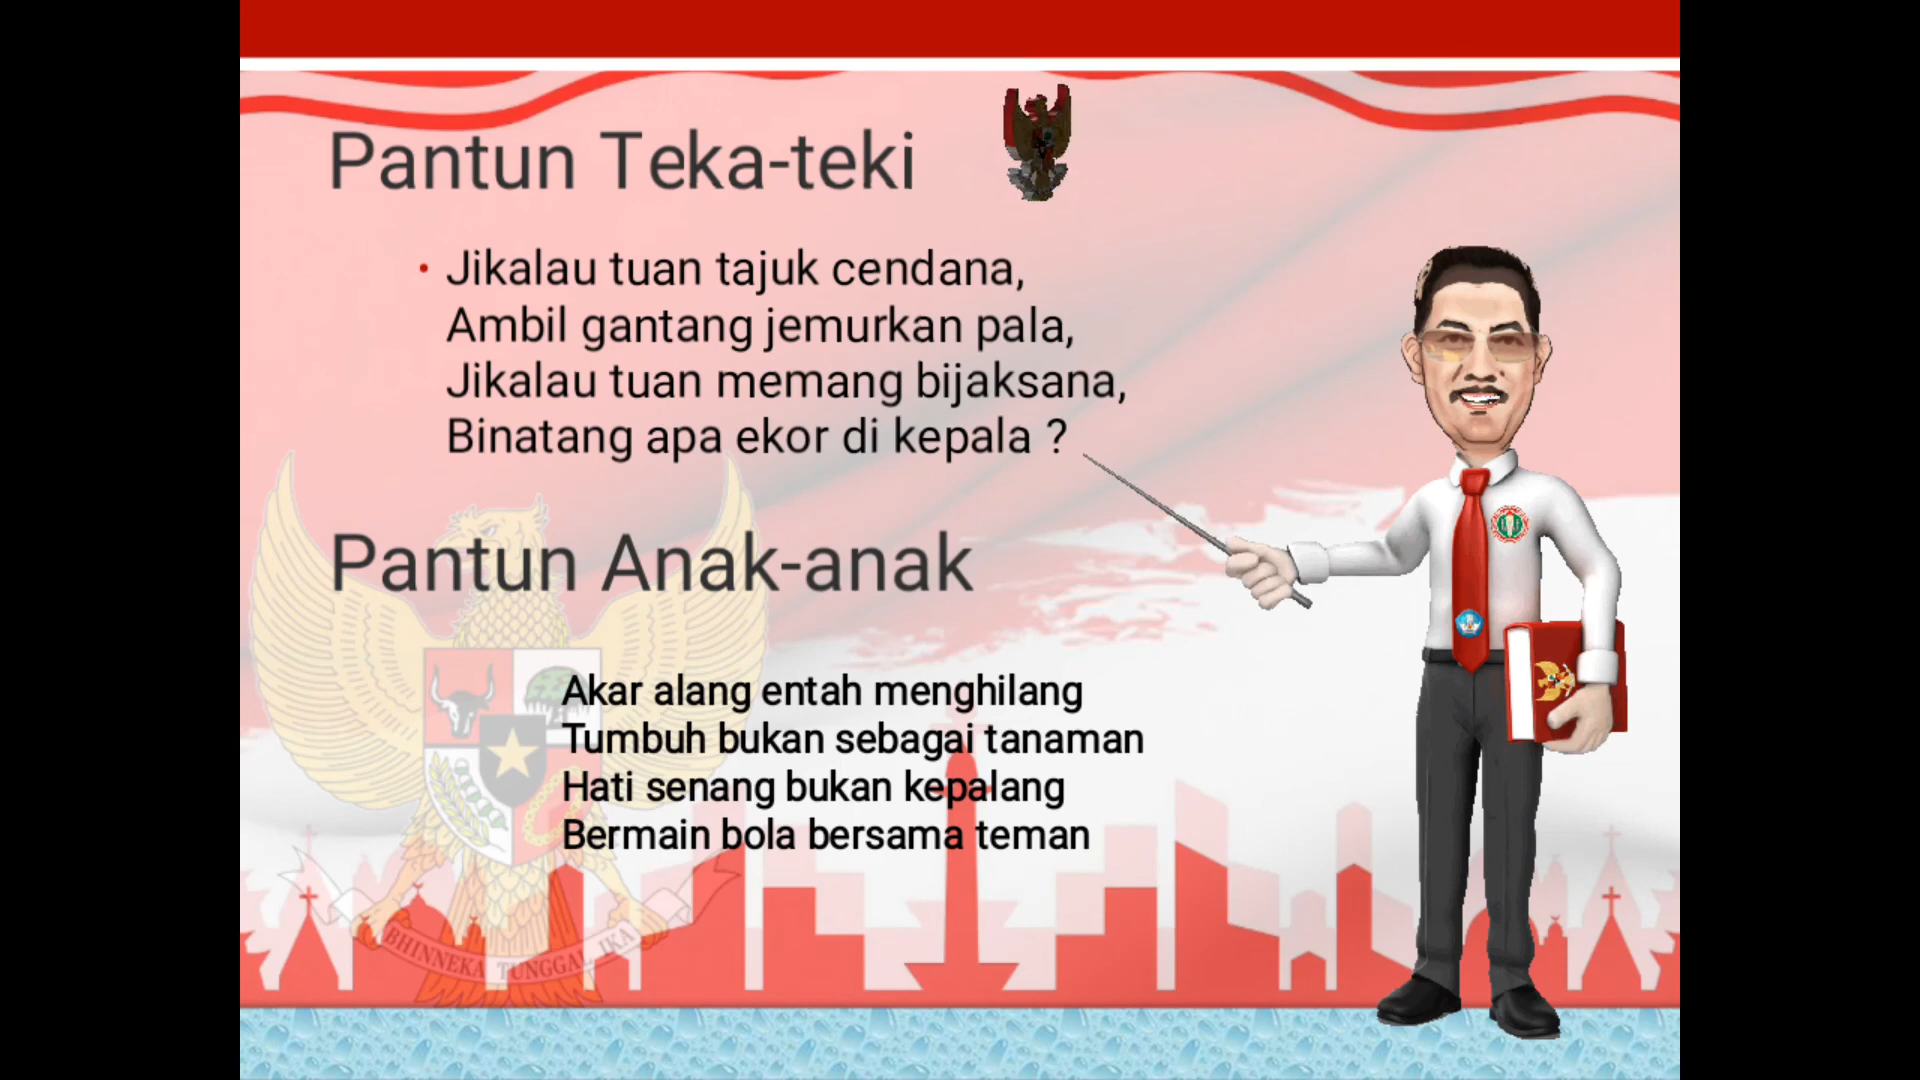 Pantun Teka-teki
• Jikalau tuan tajuk cendana,
Ambil gantang jemurkan pala,
Jikalau tuan memang bijaksana,
Binatang apa ekor di kepala ?
Pantun Anak-anak
Akar alang entah menghilang
Tumbuh bukan sebagai tanaman
Hati senang bukan kepalang
Bermain bola bersama teman
BHINNEKA TUNGGAL IKA